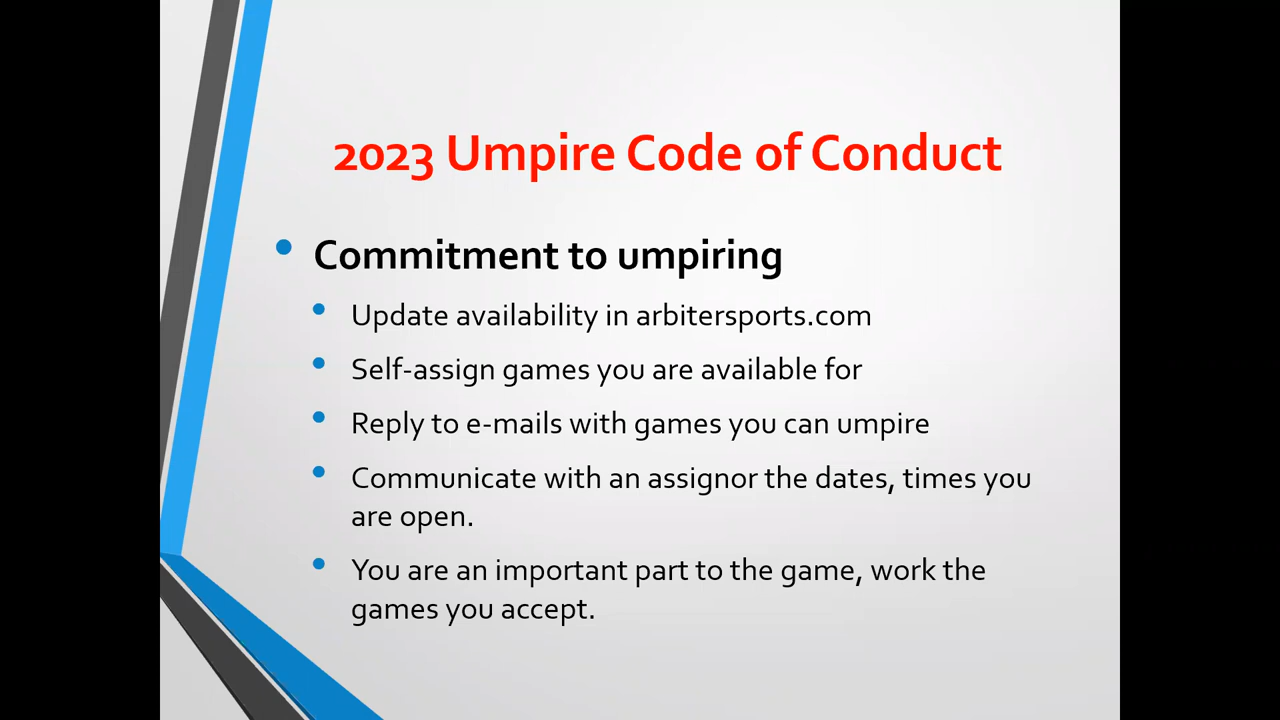 2023 Umpire Code of Conduct
• Commitment to umpiring
• Update availability in arbitersports.com
• Self-assign games you are available for
• Reply to e-mails with games you can umpire
• Communicate with an assignor the dates, times you
are open.
• You are an important part to the game, work the
games you accept.